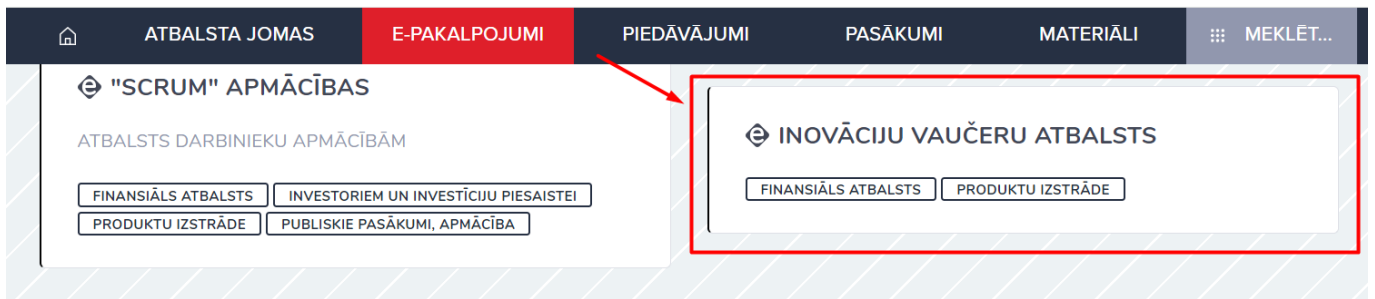 ATBALSTA JOMAS E-PAKALPOJUMI PIEDĀVĀJUMI PASĀKUMI MATERIĀLI MEKLĒT...
"SCRUM" APMĀCĪBAS
ATBALSTS DARBINIEKU APMĀCĪBĀM
FINANSIĀLS ATBALSTS INVESTORIEM UN INVESTĪCIJU PIESAISTEI
PRODUKTU IZSTRĀDE PUBLISKIE PASĀKUMI, APMĀCĪBA
INOVĀCIJU VAUČERU ATBALSTS
FINANSIĀLS ATBALSTS PRODUKTU IZSTRĀDE